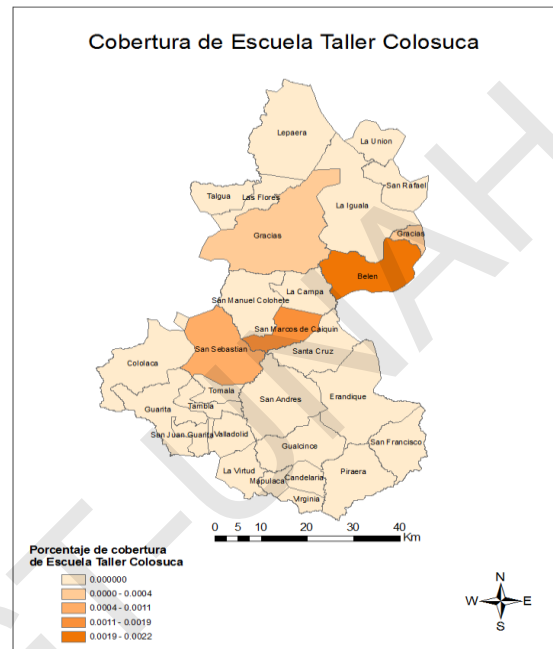 Cobertura de Escuela Taller Colosuca
Lepaera
La Union
San Rafael
Talgua
Las Flores
La Iguala
Gracias
Gracias
Belen
La Campa
San Manuel Colohete
San Marcos de Caiquin
San Sebastian
Santa Cruz
Cololaca
Tomala
San Andres
Erandique
Guarita
Tambla
San Juan Guarita
Valladolid
Gualcince
San Francisco
La Virtud
Piraera
Mapulaca
Candelaria
Virginia
0 5 10 20 30 40
Km
Porcentaje de cobertura
de Escuela Taller Colosuca
0.000000
0.0000 - 0.0004
0.0004 - 0.0011
0.0011 - 0.0019
0.0019 - 0.0022
N
W E
S
UNAH